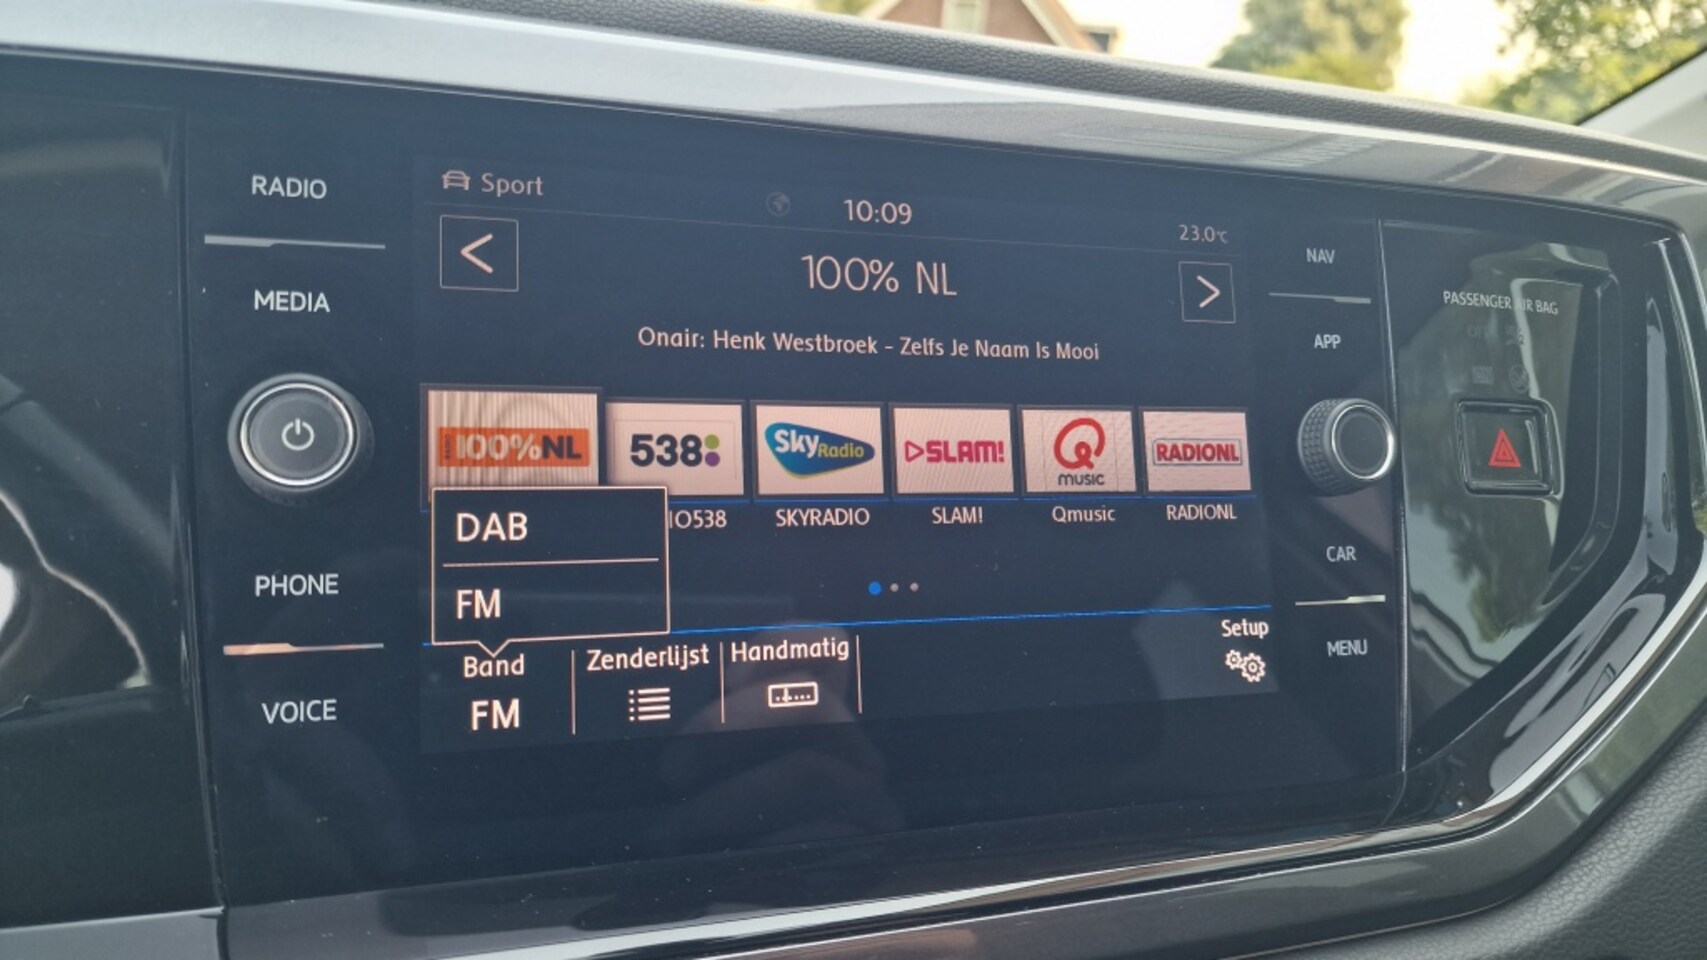 RADIO
MEDIA
PHONE
VOICE
Sport
10:09
23.0°C
100% NL
Onair: Henk Westbroek - Zelfs Je Naam Is Mooi
100%NL
538
Sky Radio
SLAM!
Q MUSIC
RADIONL
IO538
SKYRADIO
SLAM!
Qmusic
RADIONL
DAB
FM
Band
FM
Zenderlijst
Handmatig
Setup
NAV
APP
CAR
MENU
PASSENGER AIR BAG